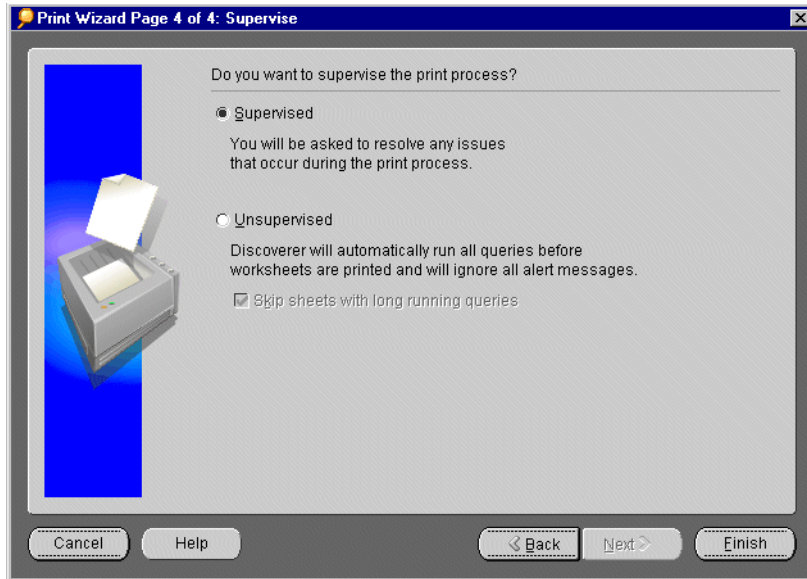 Print Wizard Page 4 of 4: Supervise
Do you want to supervise the print process?
Supervised
You will be asked to resolve any issues
that occur during the print process.
Unsupervised
Discoverer will automatically run all queries before
worksheets are printed and will ignore all alert messages.
Skip sheets with long running queries
Cancel
Help
Back
Next
Finish